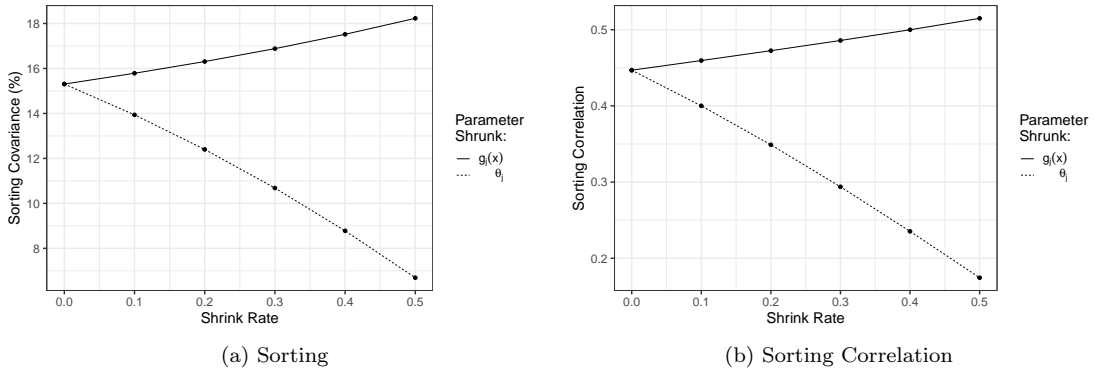 18
16
14
12
10
8
Sorting Covariance (%)
0.0 0.1 0.2 0.3 0.4 0.5
Shrink Rate
Parameter
Shrunk:
gj(x)
θj
(a) Sorting
0.5
0.4
0.3
0.2
Sorting Correlation
0.0 0.1 0.2 0.3 0.4 0.5
Shrink Rate
Parameter
Shrunk:
gj(x)
θj
(b) Sorting Correlation